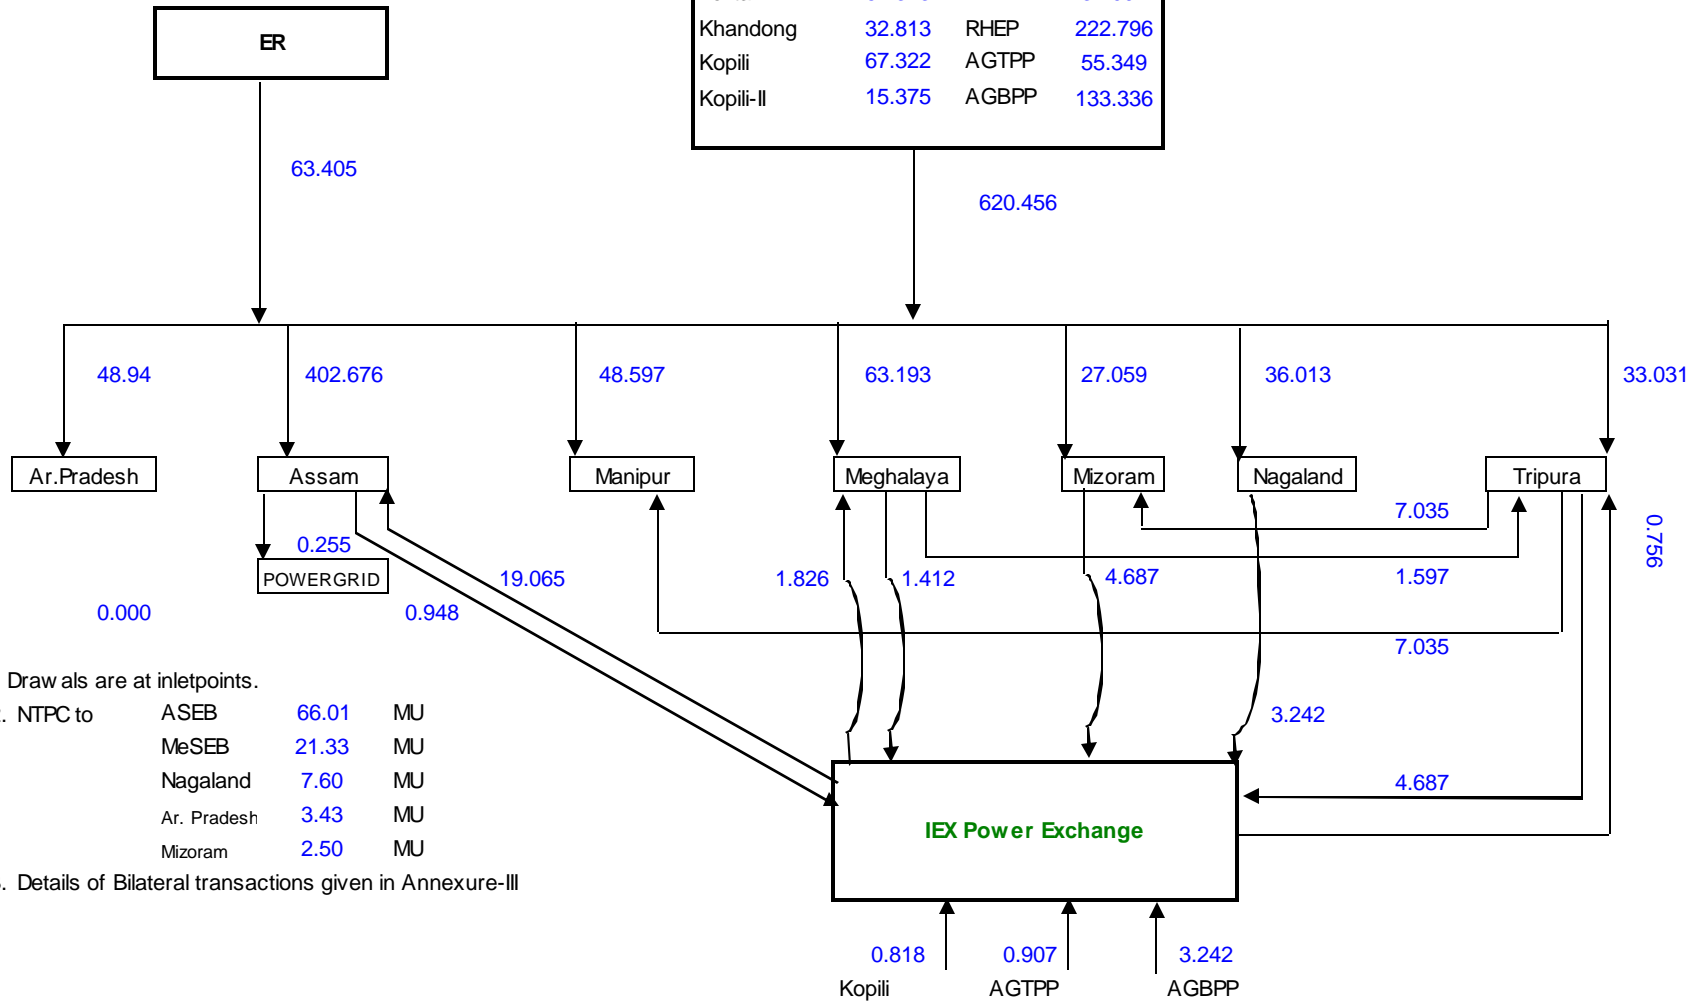 ER
Khandong 32.813 RHEP 222.796
Kopili 67.322 AGTPP 55.349
Kopili-II 15.375 AGBPP 133.336
63.405
620.456
48.94 402.676 48.597 63.193 27.059 36.013 33.031
Ar.Pradesh Assam Manipur Meghalaya Mizoram Nagaland Tripura
7.035
0.756
0.255
POWERGRID 19.065 1.826 1.412 4.687 1.597
0.000 0.948
7.035
Drawals are at inletpoints.
. NTPC to ASEB 66.01 MU
3.242
MeSEB 21.33 MU
Nagaland 7.60 MU
4.687
Ar. Pradesh 3.43 MU
IEX Power Exchange
Mizoram 2.50 MU
. Details of Bilateral transactions given in Annexure-III
0.818 0.907 3.242
Kopili AGTPP AGBPP